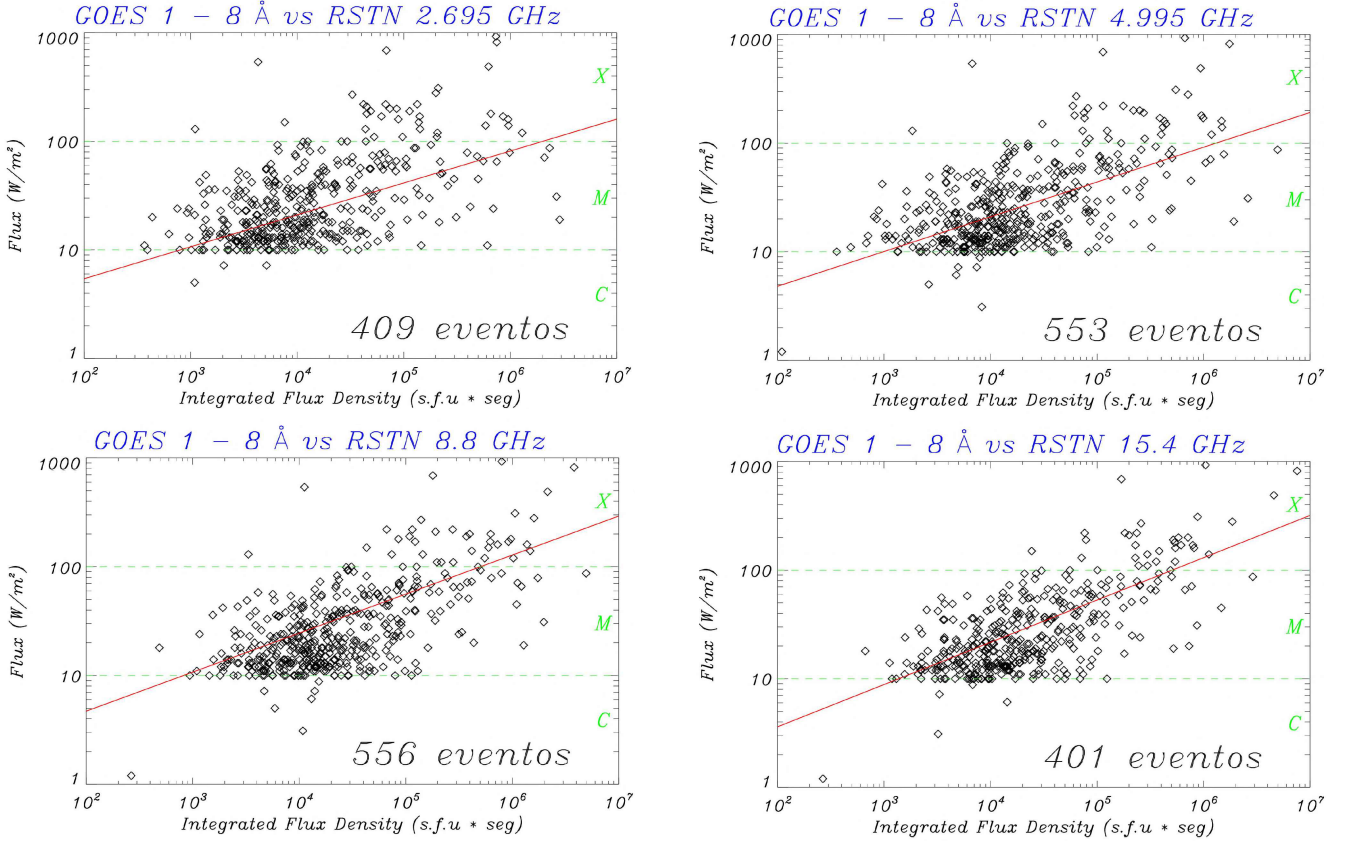 GOES 1 – 8 Å vs RSTN 2.695 GHz
1000
100
10
1
Flux (W/m²)
X
M
C
409 eventos
10² 10³ 10⁴ 10⁵ 10⁶ 10⁷
Integrated Flux Density (s.f.u * seg)
GOES 1 – 8 Å vs RSTN 4.995 GHz
1000
100
10
1
Flux (W/m²)
X
M
C
553 eventos
10² 10³ 10⁴ 10⁵ 10⁶ 10⁷
Integrated Flux Density (s.f.u * seg)
GOES 1 – 8 Å vs RSTN 8.8 GHz
1000
100
10
1
Flux (W/m²)
X
M
C
556 eventos
10² 10³ 10⁴ 10⁵ 10⁶ 10⁷
Integrated Flux Density (s.f.u * seg)
GOES 1 – 8 Å vs RSTN 15.4 GHz
1000
100
10
1
Flux (W/m²)
X
M
C
401 eventos
10² 10³ 10⁴ 10⁵ 10⁶ 10⁷
Integrated Flux Density (s.f.u * seg)